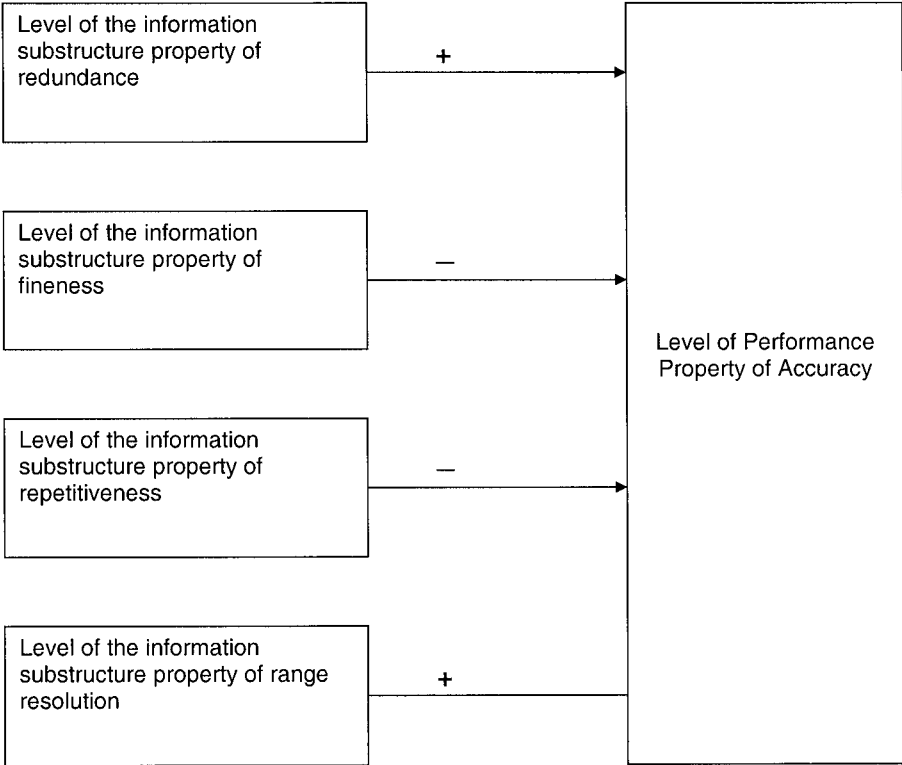 Level of the information
substructure property of
redundance
+
Level of the information
substructure property of
fineness
–
Level of Performance
Property of Accuracy
Level of the information
substructure property of
repetitiveness
–
Level of the information
substructure property of range
resolution
+